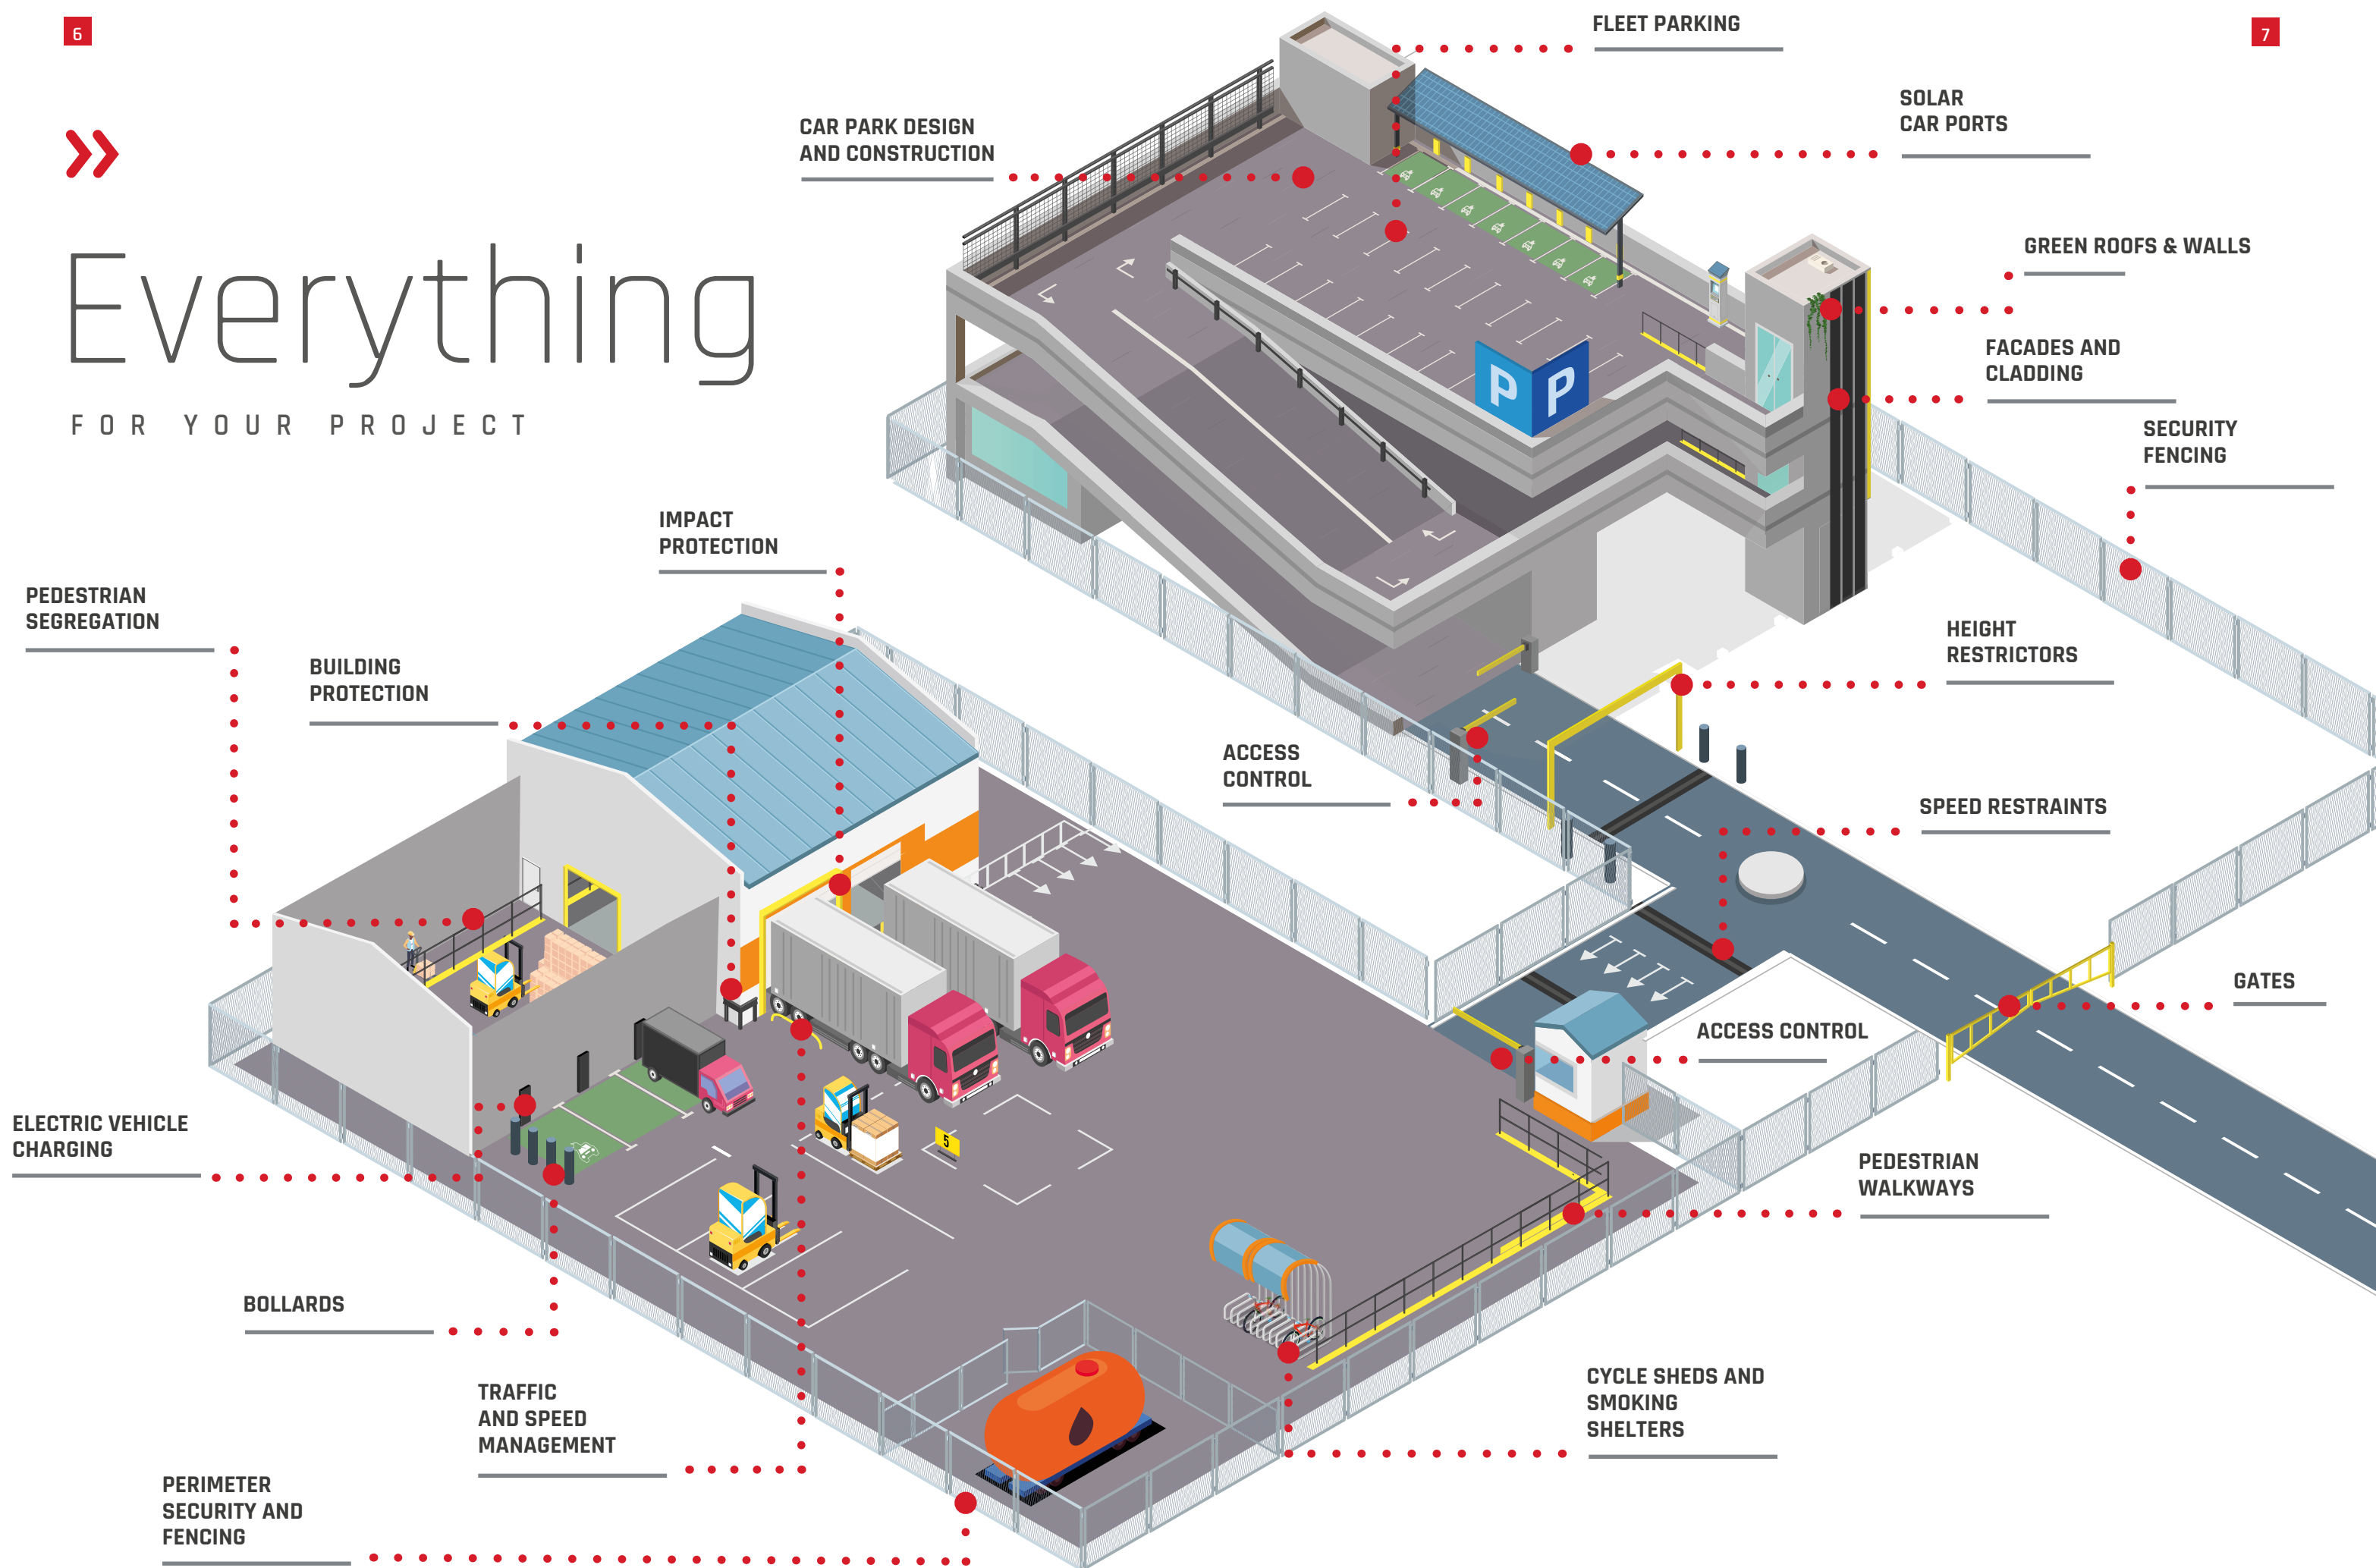 6
7
Everything
FOR YOUR PROJECT
FLEET PARKING
SOLAR
CAR PORTS
CAR PARK DESIGN
AND CONSTRUCTION
GREEN ROOFS & WALLS
FACADES AND
CLADDING
SECURITY
FENCING
P P
IMPACT
PROTECTION
PEDESTRIAN
SEGREGATION
BUILDING
PROTECTION
HEIGHT
RESTRICTORS
ACCESS
CONTROL
SPEED RESTRAINTS
GATES
ACCESS CONTROL
ELECTRIC VEHICLE
CHARGING
5
PEDESTRIAN
WALKWAYS
BOLLARDS
TRAFFIC
AND SPEED
MANAGEMENT
CYCLE SHEDS AND
SMOKING
SHELTERS
PERIMETER
SECURITY AND
FENCING